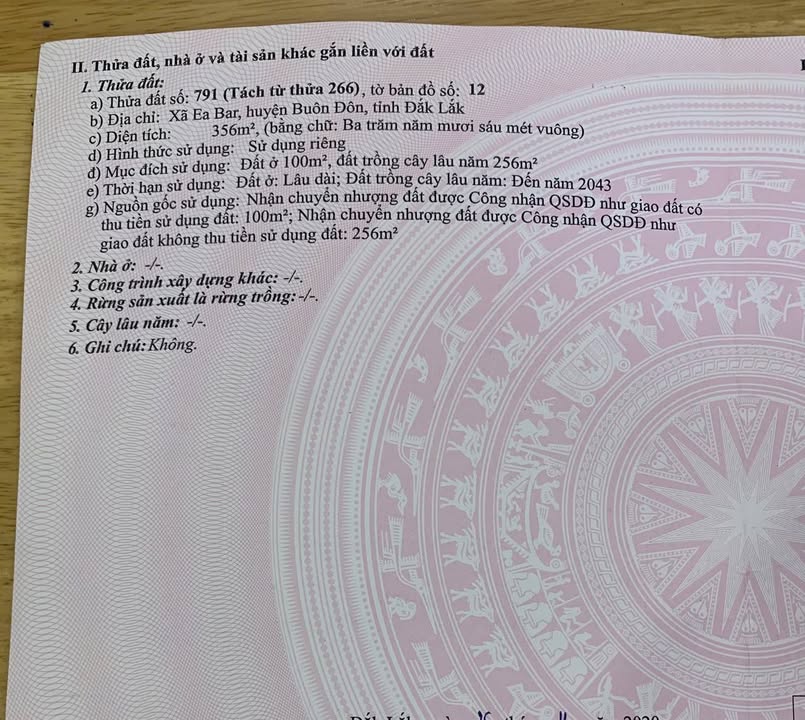 II. Thửa đất, nhà ở và tài sản khác gắn liền với đất
1. Thửa đất:
a) Thửa đất số: 791 (Tách từ thửa 266), tờ bản đồ số: 12
b) Địa chỉ: Xã Ea Bar, huyện Buôn Đôn, tỉnh Đắk Lắk
c) Diện tích: 356m², (bằng chữ: Ba trăm năm mươi sáu mét vuông)
d) Hình thức sử dụng: Sử dụng riêng
đ) Mục đích sử dụng: Đất ở 100m², đất trồng cây lâu năm 256m²
e) Thời hạn sử dụng: Đất ở: Lâu dài; Đất trồng cây lâu năm: Đến năm 2043
g) Nguồn gốc sử dụng: Nhận chuyển nhượng đất được Công nhận QSDĐ như giao đất có
thu tiền sử dụng đất: 100m²; Nhận chuyển nhượng đất được Công nhận QSDĐ như
giao đất không thu tiền sử dụng đất: 256m²
2. Nhà ở: -/-.
3. Công trình xây dựng khác: -/-.
4. Rừng sản xuất là rừng trồng: -/-.
5. Cây lâu năm: -/-.
6. Ghi chú: Không.